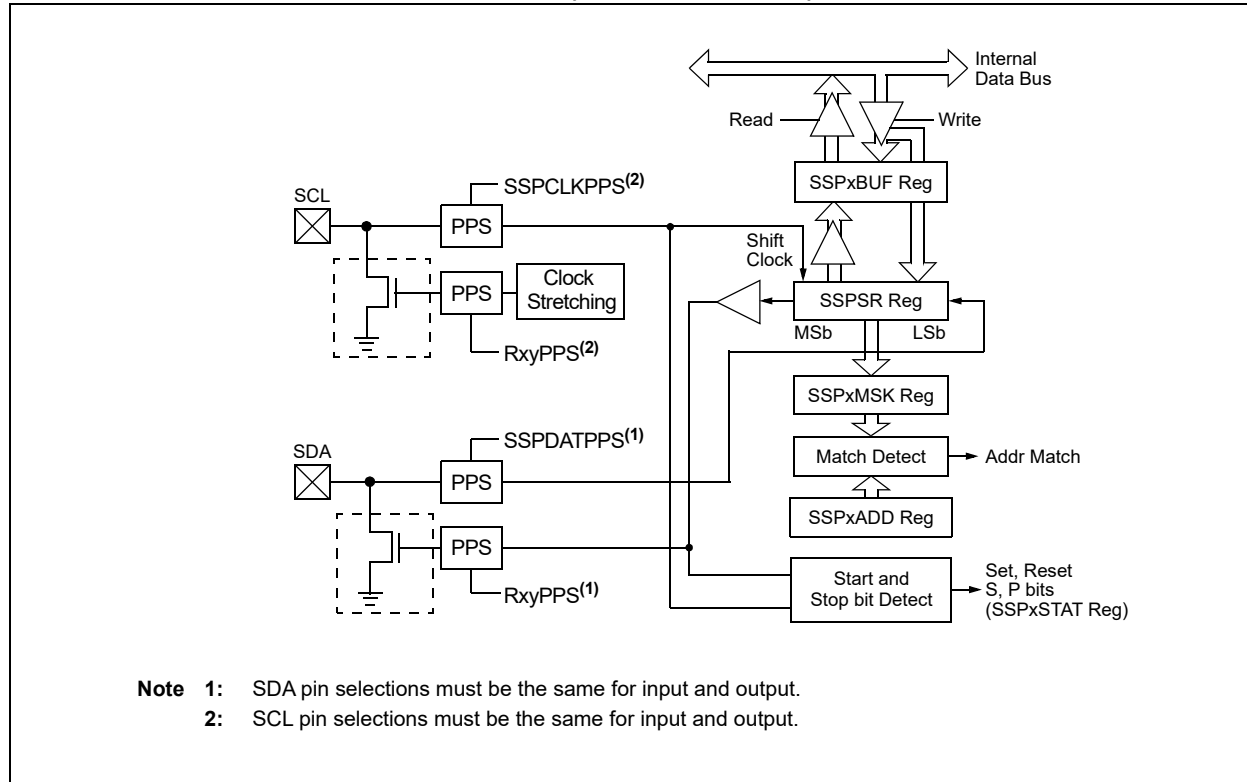 Internal
Data Bus
Read
Write
SSPxBUF Reg
SSPCLKPPS(2)
SCL
PPS
Shift
Clock
PPS
Clock
Stretching
SSPSR Reg
MSb
LSb
RxyPPS(2)
SSPxMSK Reg
SSPDATPPS(1)
SDA
PPS
Match Detect
Addr Match
SSPxADD Reg
PPS
RxyPPS(1)
Start and
Stop bit Detect
Set, Reset
S, P bits
(SSPxSTAT Reg)
Note 1: SDA pin selections must be the same for input and output.
2: SCL pin selections must be the same for input and output.